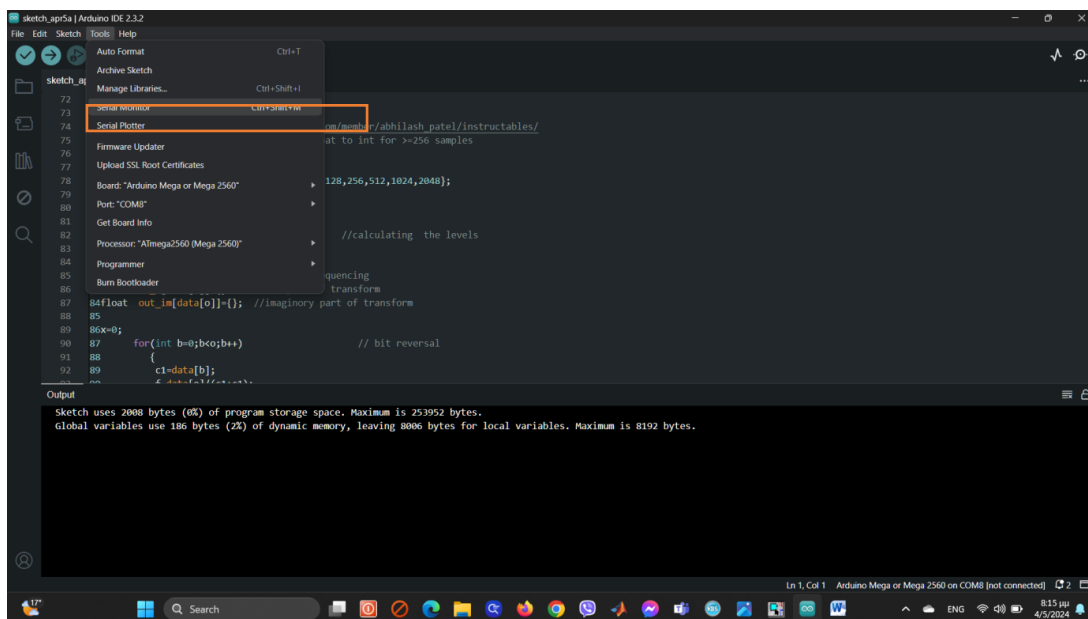 sketch_apr5a | Arduino IDE 2.3.2
File Edit Sketch Tools Help
Auto Format Ctrl+T
Archive Sketch
Manage Libraries... Ctrl+Shift+I
Serial Monitor Ctrl+Shift+M
Serial Plotter
Firmware Updater
Upload SSL Root Certificates
Board: "Arduino Mega or Mega 2560"
Port: "COM8"
Get Board Info
Processor: "ATmega2560 (Mega 2560)"
Programmer
Burn Bootloader
sketch_ap
72
73
74 om/member/abhilash_patel/instructables/
75 at to int for >=256 samples
76
77
78 128,256,512,1024,2048};
79
80
81
82 //calculating the levels
83
84
85 quencing
86 transform
87 84float out_im[data[o]]={}; //imaginory part of transform
88 85
89 86x=0;
90 87 for(int b=0;b<o;b++) // bit reversal
91 88 {
92 89 c1=data[b];
Output
Sketch uses 2008 bytes (0%) of program storage space. Maximum is 253952 bytes.
Global variables use 186 bytes (2%) of dynamic memory, leaving 8006 bytes for local variables. Maximum is 8192 bytes.
Ln 1, Col 1 Arduino Mega or Mega 2560 on COM8 [not connected] 2
17°
Search
ENG
8:15 μμ
4/5/2024